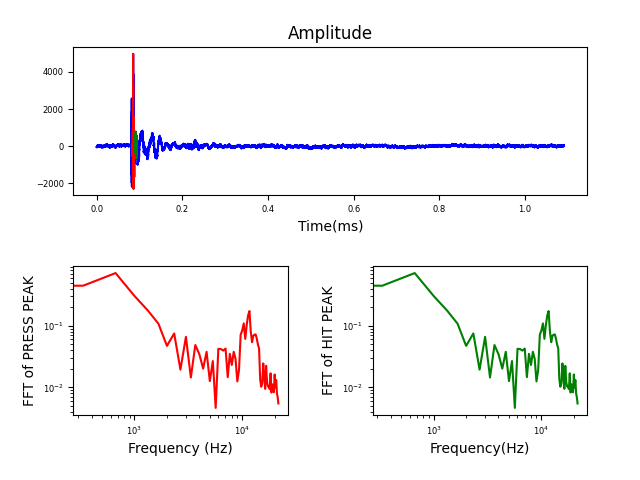 Amplitude
4000
2000
0
−2000
0.0 0.2 0.4 0.6 0.8 1.0
Time(ms)
FFT of PRESS PEAK
10⁻¹
10⁻²
10³ 10⁴
Frequency (Hz)
FFT of HIT PEAK
10⁻¹
10⁻²
10³ 10⁴
Frequency(Hz)